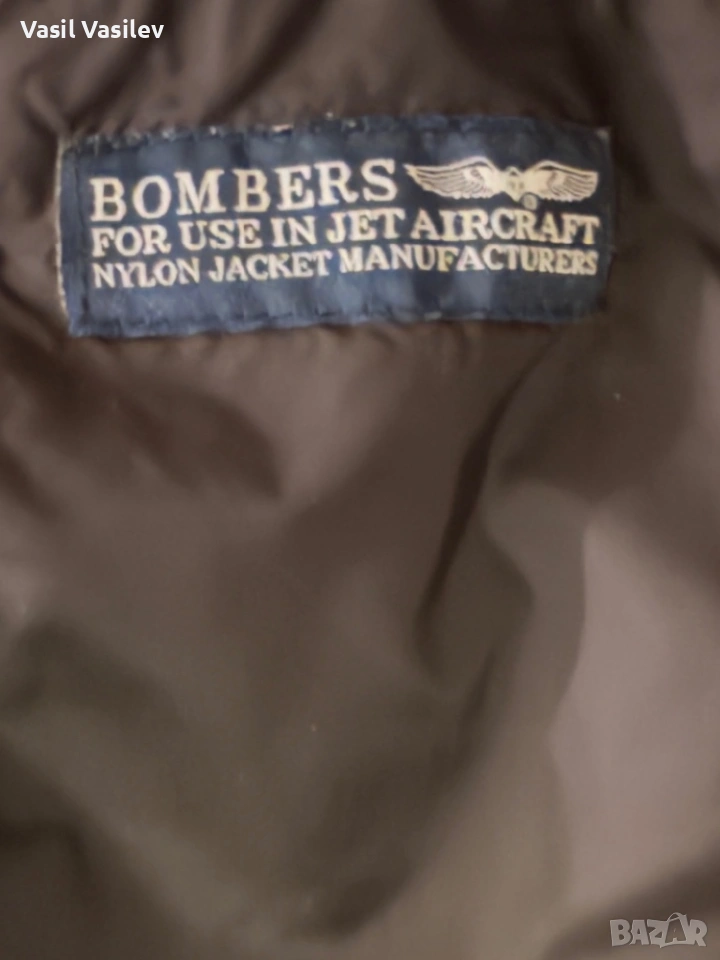 Vasil Vasilev
BOMBERS
FOR USE IN JET AIRCRAFT
NYLON JACKET MANUFACTURERS
BAZAR